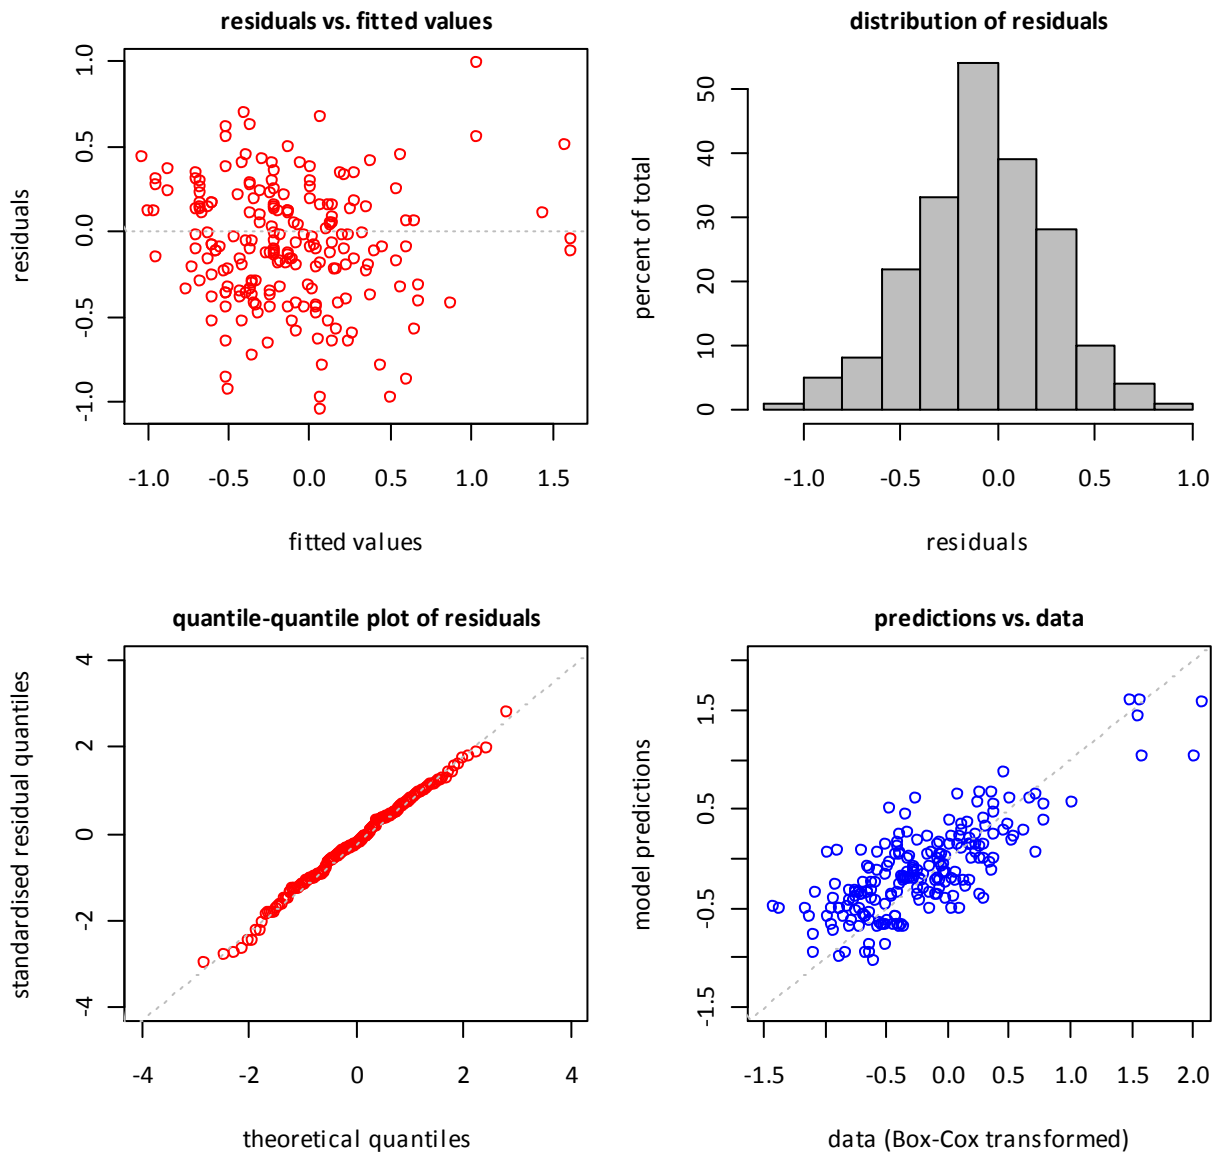 residuals vs. fitted values
1.0
0.5
0.0
-0.5
-1.0
residuals
-1.0 -0.5 0.0 0.5 1.0 1.5
fitted values
distribution of residuals
50
40
30
20
10
0
percent of total
-1.0 -0.5 0.0 0.5 1.0
residuals
quantile-quantile plot of residuals
4
2
0
-2
-4
standardised residual quantiles
-4 -2 0 2 4
theoretical quantiles
predictions vs. data
1.5
0.5
-0.5
-1.5
model predictions
-1.5 -0.5 0.0 0.5 1.0 1.5 2.0
data (Box-Cox transformed)